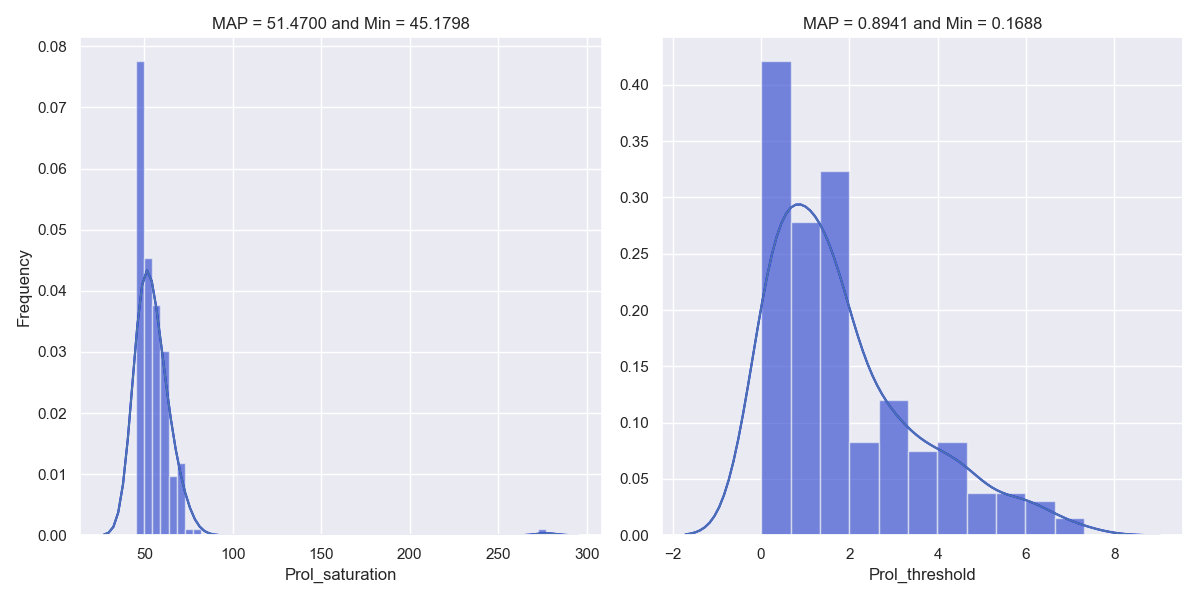 MAP = 51.4700 and Min = 45.1798
0.08
0.07
0.06
0.05
0.04
0.03
0.02
0.01
0.00
Frequency
50 100 150 200 250 300
Prol_saturation
MAP = 0.8941 and Min = 0.1688
0.40
0.35
0.30
0.25
0.20
0.15
0.10
0.05
0.00
−2 0 2 4 6 8
Prol_threshold